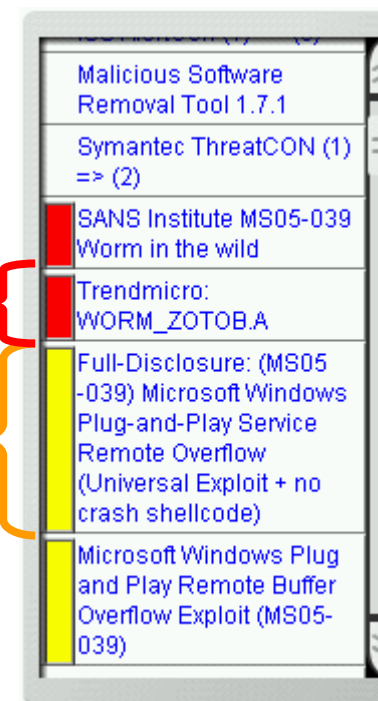 Malicious Software
Removal Tool 1.7.1
Symantec ThreatCON (1)
=> (2)
SANS Institute MS05-039
Worm in the wild
Trendmicro:
WORM_ZOTOB.A
Full-Disclosure: (MS05
-039) Microsoft Windows
Plug-and-Play Service
Remote Overflow
(Universal Exploit + no
crash shellcode)
Microsoft Windows Plug
and Play Remote Buffer
Overflow Exploit (MS05-
039)